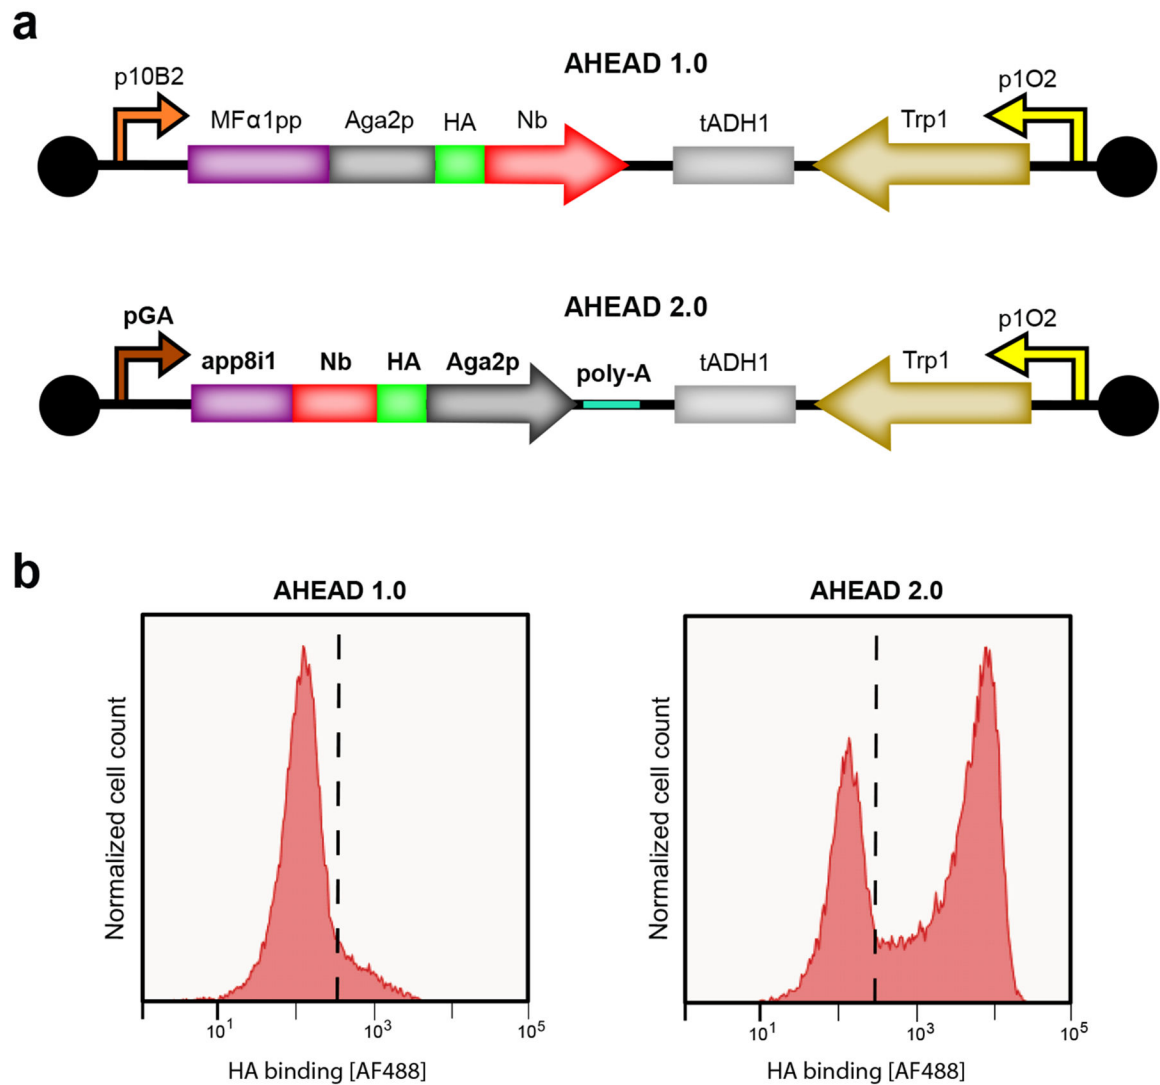 a
AHEAD 1.0
p10B2
p1O2
MFα1pp Aga2p HA Nb tADH1 Trp1
AHEAD 2.0
pGA
p1O2
app8i1 Nb HA Aga2p poly-A tADH1 Trp1
b
AHEAD 1.0
AHEAD 2.0
Normalized cell count
Normalized cell count
10¹ 10³ 10⁵
10¹ 10³ 10⁵
HA binding [AF488]
HA binding [AF488]